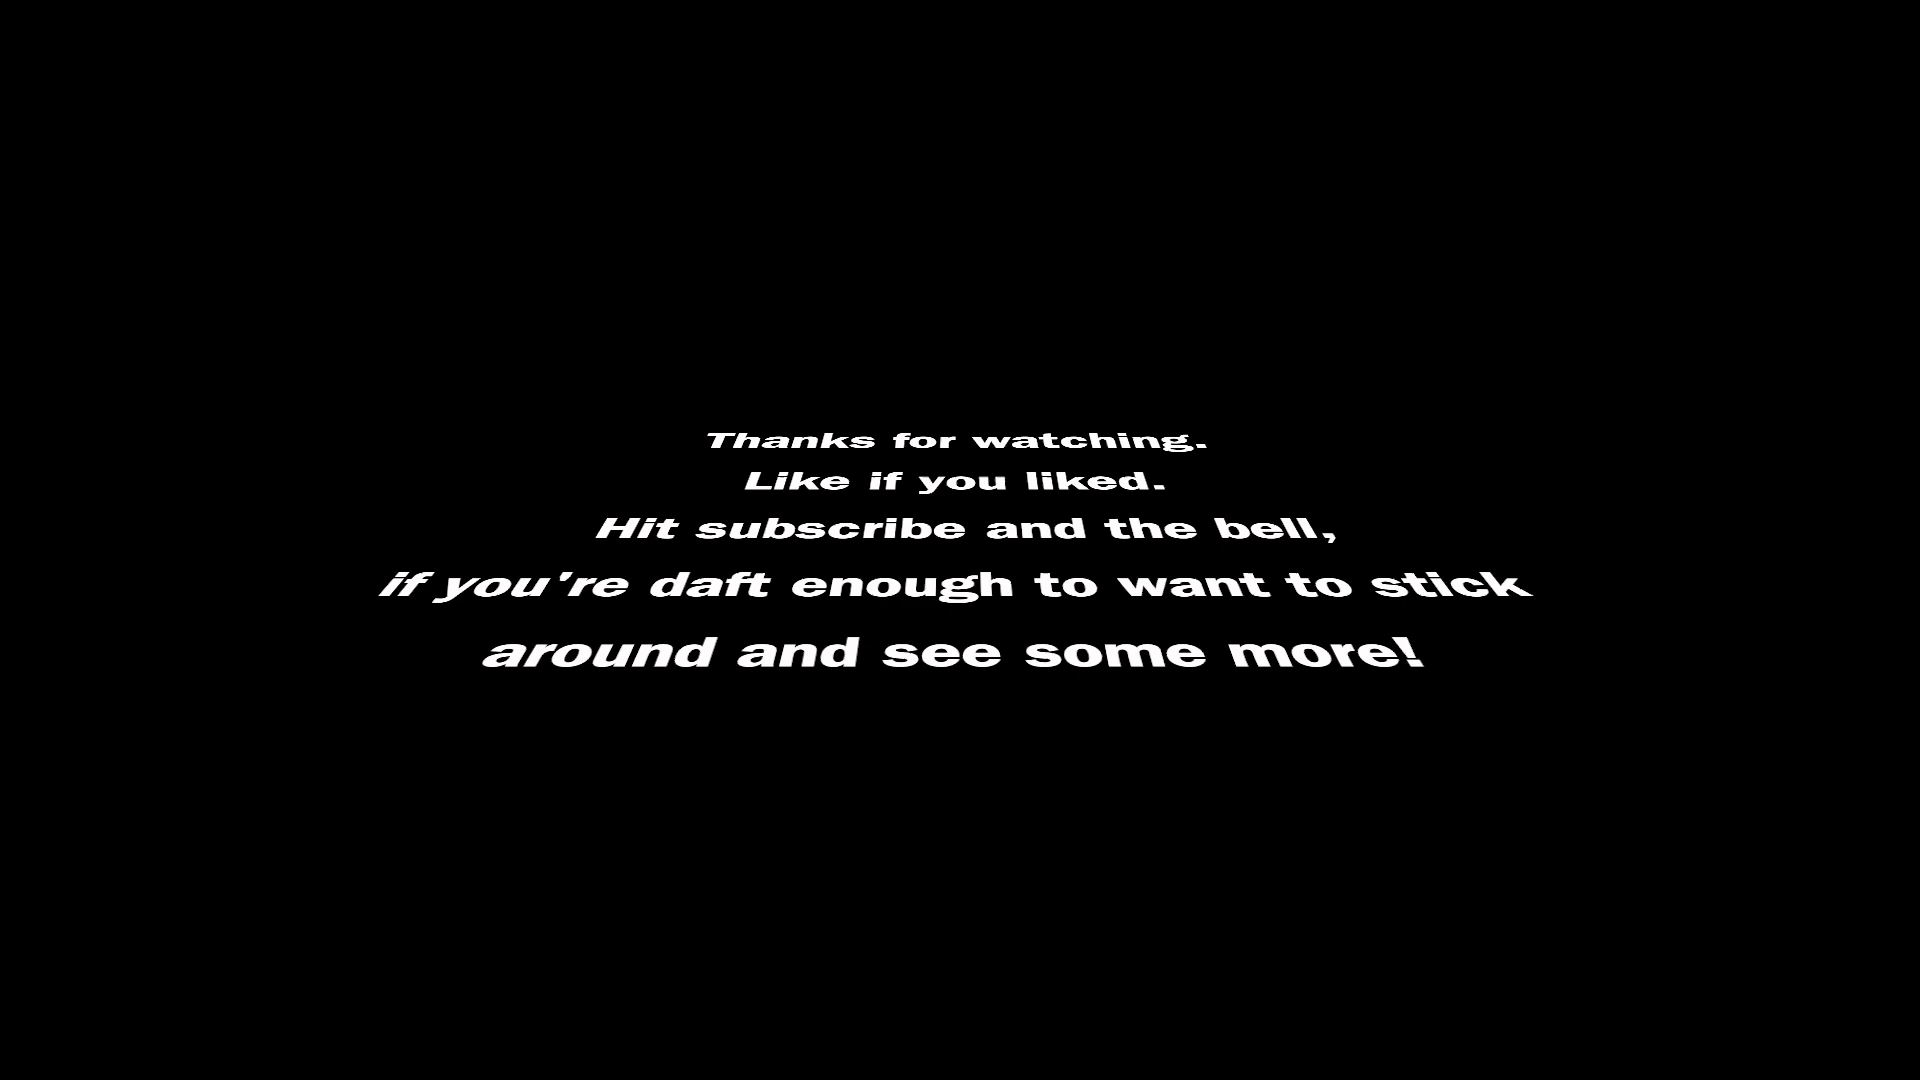 Thanks for watching.
Like if you liked.
Hit subscribe and the bell,
if you're daft enough to want to stick
around and see some more!